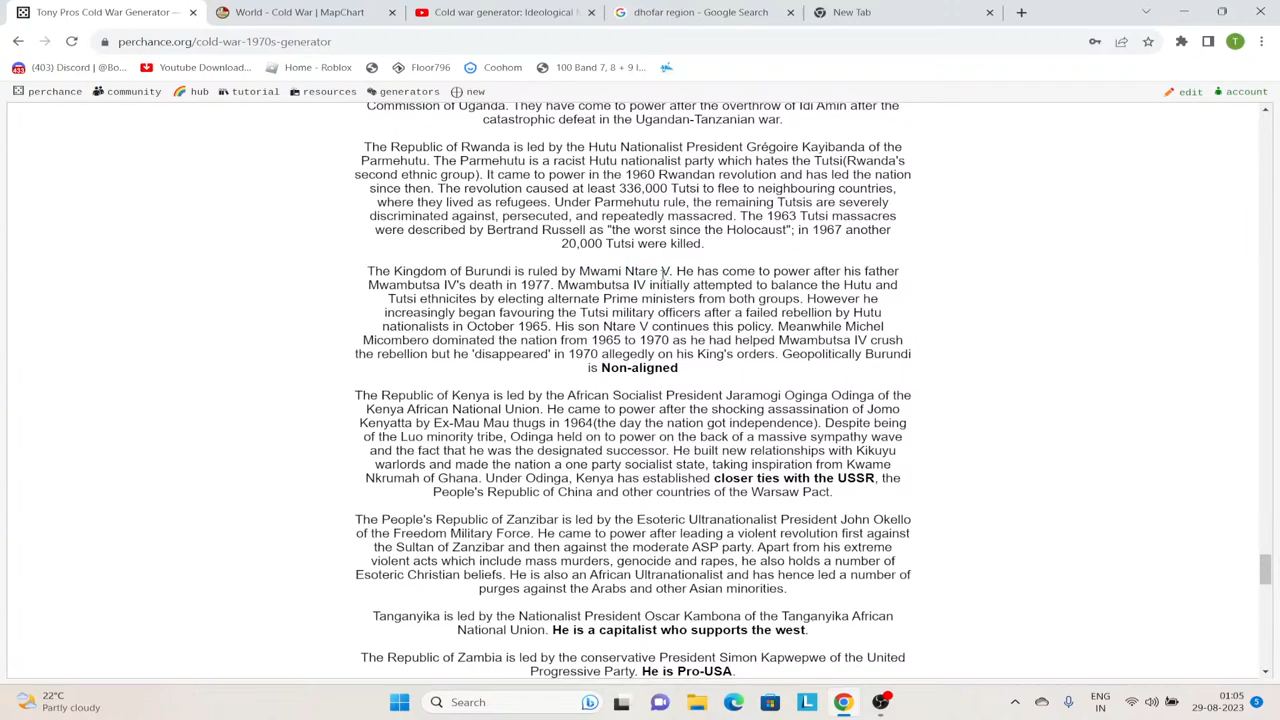 Tony Pros Cold War Generator —
World - Cold War | MapChart
Cold war generator: Ideological M
dhofar region - Google Search
New Tab
perchance.org/cold-war-1970s-generator
T
(403) Discord | @Bo...
Youtube Download...
Home - Roblox
Floor796
Coohom
100 Band 7, 8 + 9 I...
perchance
community
hub
tutorial
resources
generators
new
edit
account
Commission of Uganda. They have come to power after the overthrow of Idi Amin after the
catastrophic defeat in the Ugandan-Tanzanian war.
The Republic of Rwanda is led by the Hutu Nationalist President Grégoire Kayibanda of the
Parmehutu. The Parmehutu is a racist Hutu nationalist party which hates the Tutsi(Rwanda's
second ethnic group). It came to power in the 1960 Rwandan revolution and has led the nation
since then. The revolution caused at least 336,000 Tutsi to flee to neighbouring countries,
where they lived as refugees. Under Parmehutu rule, the remaining Tutsis are severely
discriminated against, persecuted, and repeatedly massacred. The 1963 Tutsi massacres
were described by Bertrand Russell as "the worst since the Holocaust"; in 1967 another
20,000 Tutsi were killed.
The Kingdom of Burundi is ruled by Mwami Ntare V. He has come to power after his father
Mwambutsa IV's death in 1977. Mwambutsa IV initially attempted to balance the Hutu and
Tutsi ethnicites by electing alternate Prime ministers from both groups. However he
increasingly began favouring the Tutsi military officers after a failed rebellion by Hutu
nationalists in October 1965. His son Ntare V continues this policy. Meanwhile Michel
Micombero dominated the nation from 1965 to 1970 as he had helped Mwambutsa IV crush
the rebellion but he 'disappeared' in 1970 allegedly on his King's orders. Geopolitically Burundi
is Non-aligned
The Republic of Kenya is led by the African Socialist President Jaramogi Oginga Odinga of the
Kenya African National Union. He came to power after the shocking assassination of Jomo
Kenyatta by Ex-Mau Mau thugs in 1964(the day the nation got independence). Despite being
of the Luo minority tribe, Odinga held on to power on the back of a massive sympathy wave
and the fact that he was the designated successor. He built new relationships with Kikuyu
warlords and made the nation a one party socialist state, taking inspiration from Kwame
Nkrumah of Ghana. Under Odinga, Kenya has established closer ties with the USSR, the
People's Republic of China and other countries of the Warsaw Pact.
The People's Republic of Zanzibar is led by the Esoteric Ultranationalist President John Okello
of the Freedom Military Force. He came to power after leading a violent revolution first against
the Sultan of Zanzibar and then against the moderate ASP party. Apart from his extreme
violent acts which include mass murders, genocide and rapes, he also holds a number of
Esoteric Christian beliefs. He is also an African Ultranationalist and has hence led a number of
purges against the Arabs and other Asian minorities.
Tanganyika is led by the Nationalist President Oscar Kambona of the Tanganyika African
National Union. He is a capitalist who supports the west.
The Republic of Zambia is led by the conservative President Simon Kapwepwe of the United
Progressive Party. He is Pro-USA.
22°C
Partly cloudy
Search
L
ENG
IN
01:05
29-08-2023
5